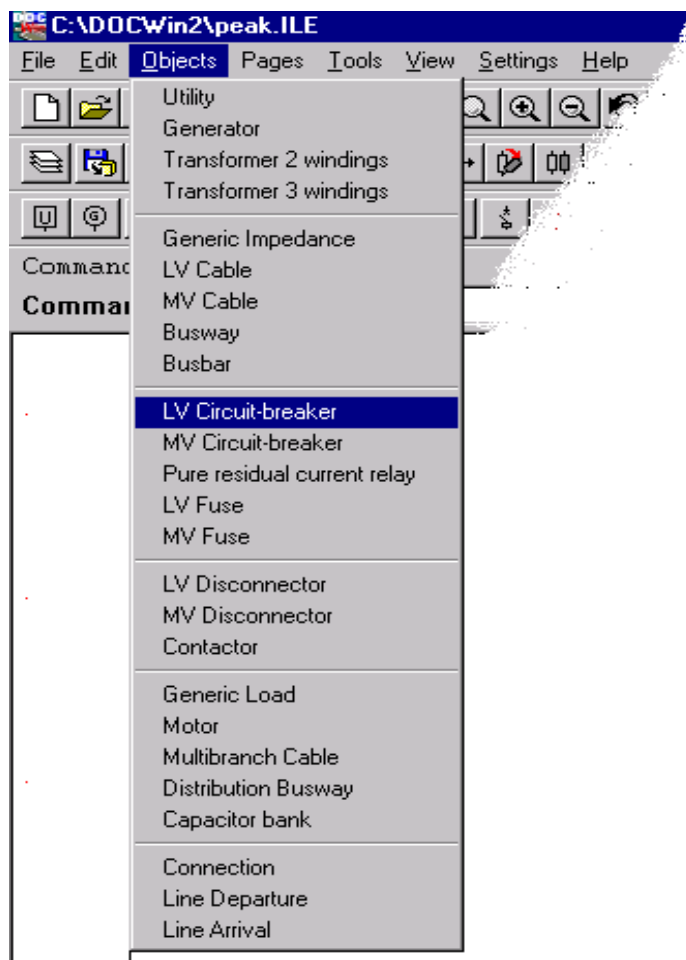 C:\DOCWin2\peak.ILE
File Edit Objects Pages Tools View Settings Help
Utility
Generator
Transformer 2 windings
Transformer 3 windings
U G
Generic Impedance
Command
LV Cable
Comma
MV Cable
Busway
Busbar
LV Circuit-breaker
MV Circuit-breaker
Pure residual current relay
LV Fuse
MV Fuse
LV Disconnector
MV Disconnector
Contactor
Generic Load
Motor
Multibranch Cable
Distribution Busway
Capacitor bank
Connection
Line Departure
Line Arrival